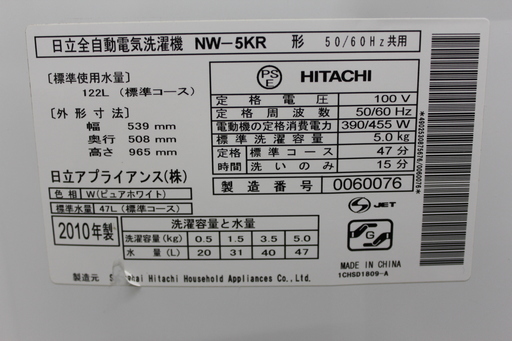 日立全自動電気洗濯機 NW-5KR 形 50/60Hz共用
[標準使用水量]
122L (標準コース)
[外形寸法]
幅 539 mm
奥行 508 mm
高さ 965 mm
日立アプライアンス(株)
色相 W(ピュアホワイト)
標準水量 47L(標準コース)
PSE HITACHI
定格電圧 100 V
定格周波数 50/60 Hz
電動機の定格消費電力 390/455 W
標準洗濯容量 5.0kg
定格時間 標準コース 47分
洗いのみ 15分
製造番号 0060076
2010年製
洗濯容量と水量
洗濯容量(kg) 0.5 1.5 3.5 5.0
水量(L) 20 31 40 47
S JET
G
製造元 Hitachi Household Appliances Co., Ltd.
MADE IN CHINA
1CHSD1809-A